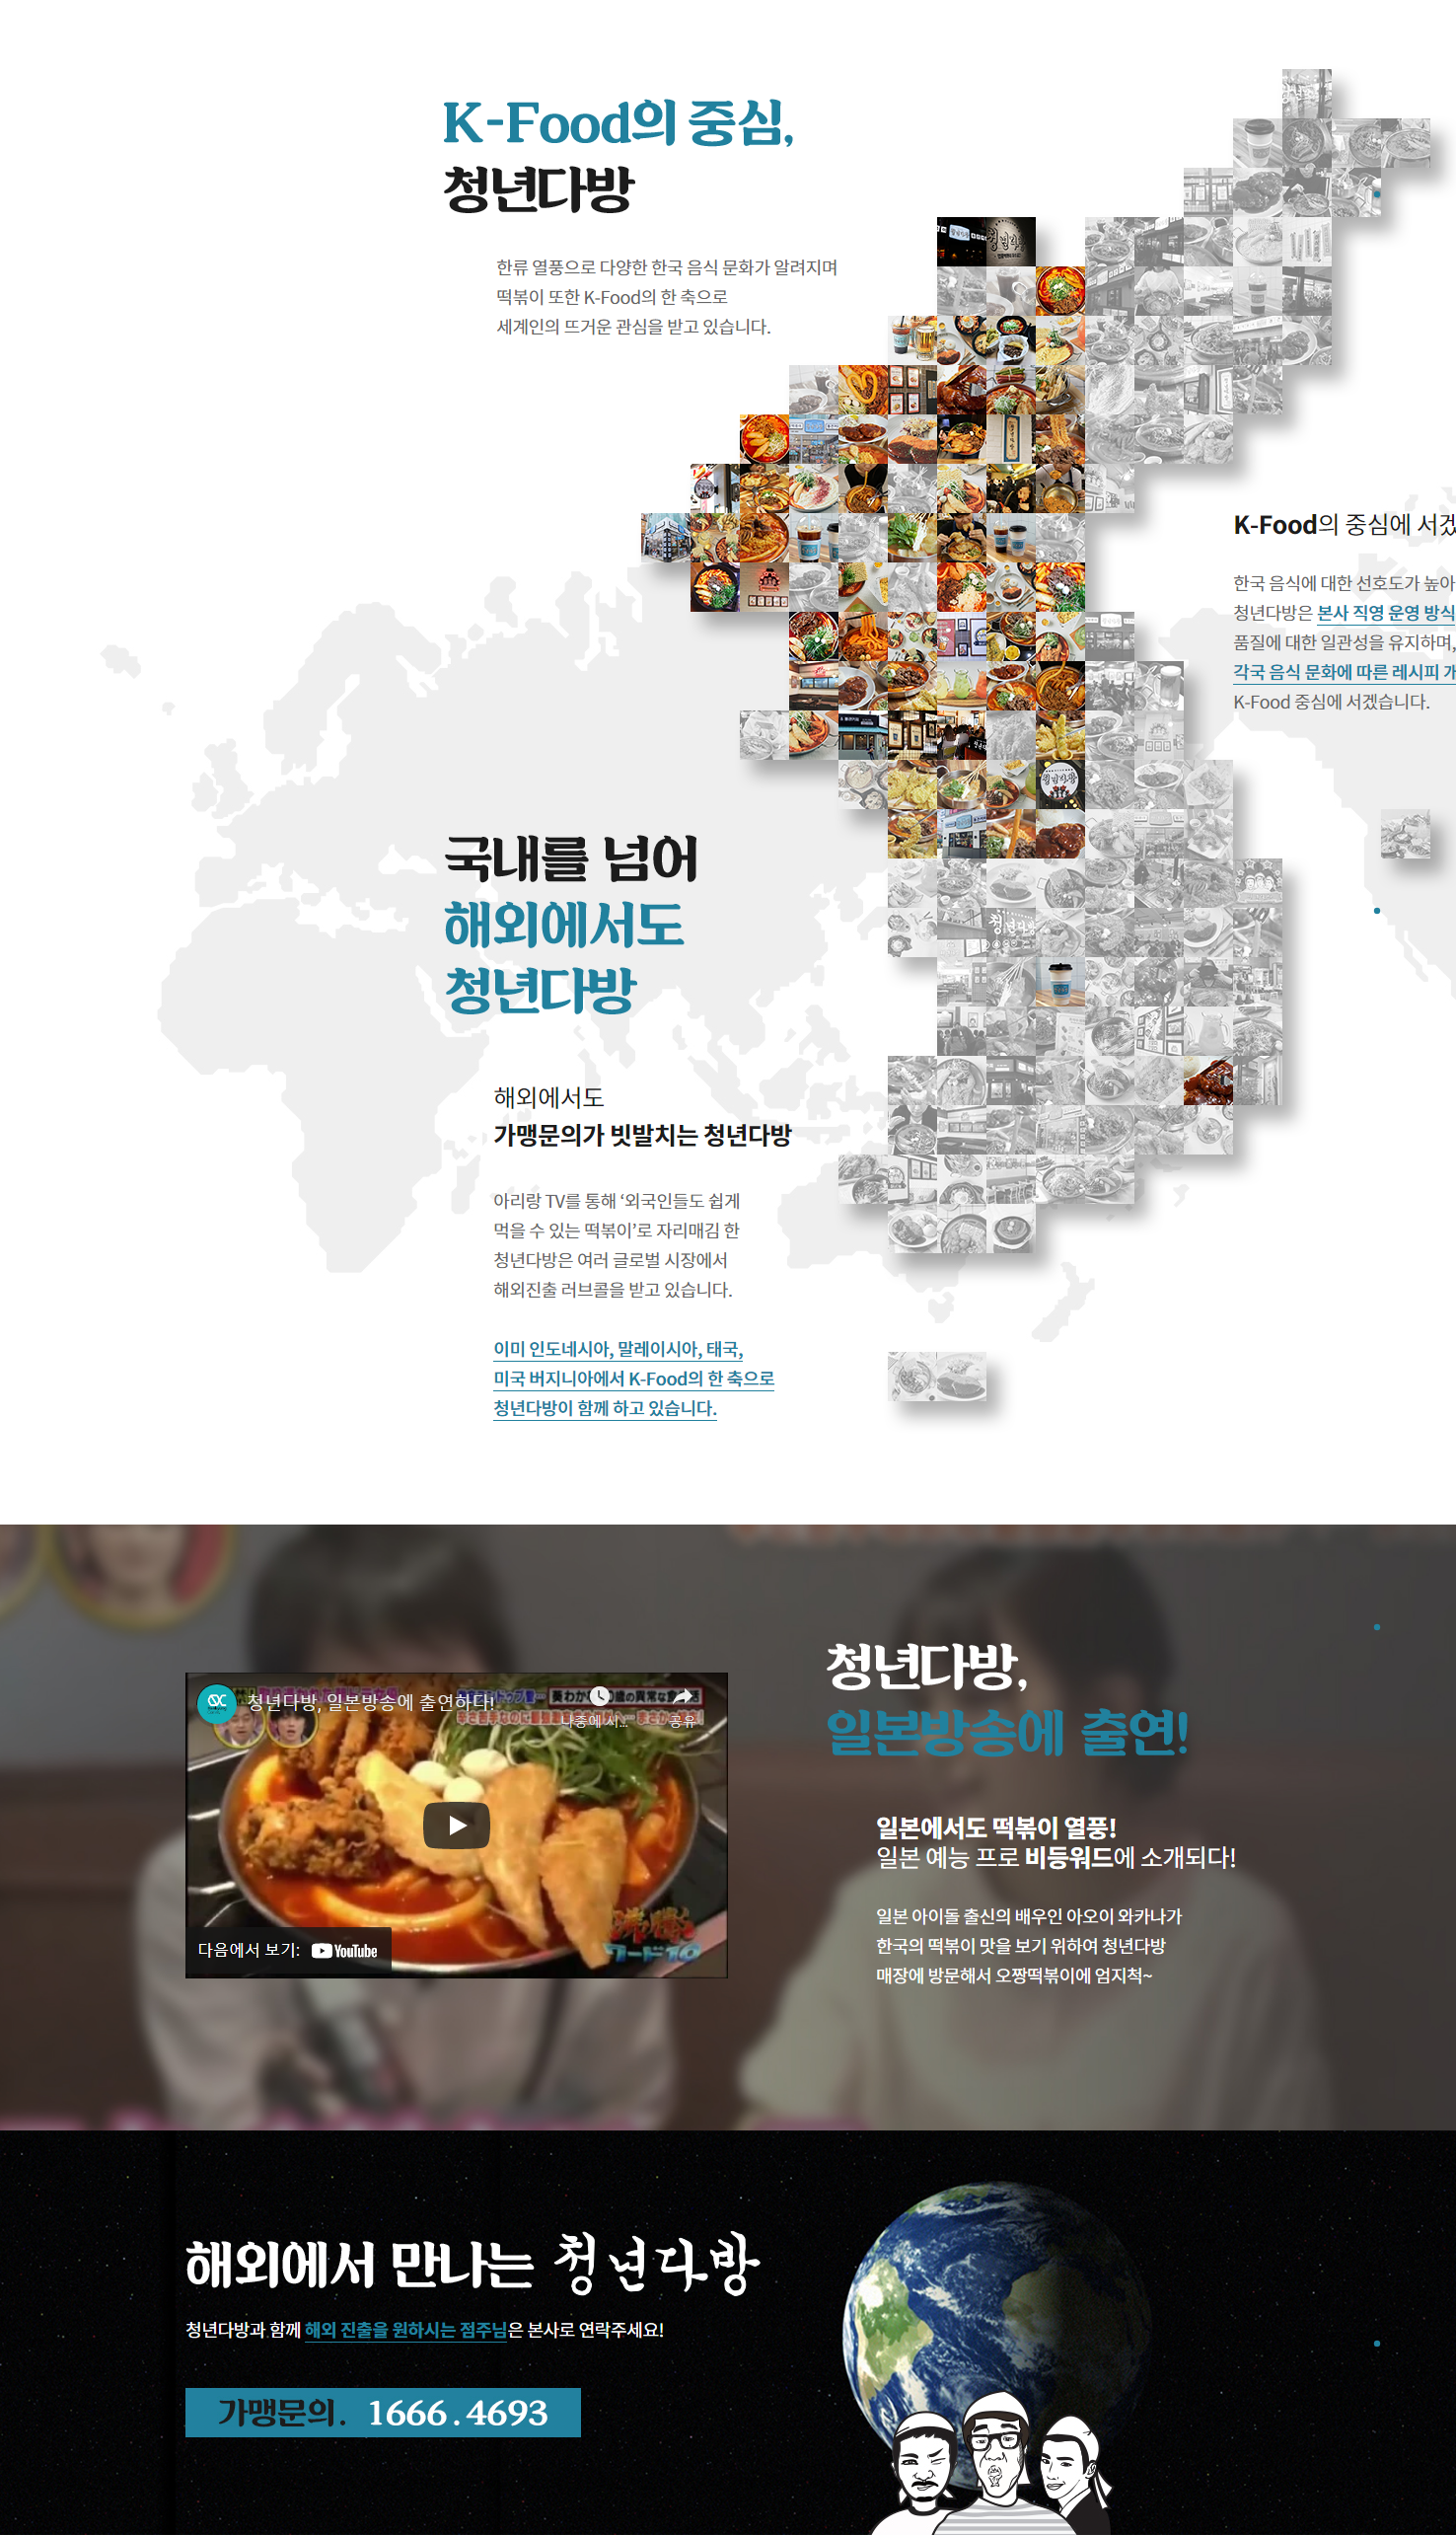 K-Food의 중심,
청년다방
한류 열풍으로 다양한 한국 음식 문화가 알려지며
떡볶이 또한 K-Food의 한 축으로
세계인의 뜨거운 관심을 받고 있습니다.
K-Food의 중심에 서겠
한국 음식에 대한 선호도가 높아
청년다방은 본사 직영 운영 방식
품질에 대한 일관성을 유지하며,
각국 음식 문화에 따른 레시피 개
K-Food 중심에 서겠습니다.
국내를 넘어
해외에서도
청년다방
해외에서도
가맹문의가 빗발치는 청년다방
아리랑 TV를 통해 ‘외국인들도 쉽게
먹을 수 있는 떡볶이’로 자리매김 한
청년다방은 여러 글로벌 시장에서
해외진출 러브콜을 받고 있습니다.
이미 인도네시아, 말레이시아, 태국,
미국 버지니아에서 K-Food의 한 축으로
청년다방이 함께 하고 있습니다.
청년다방, 일본방송에 출연하다!
나중에 시...
공유
다음에서 보기: YouTube
ワード10
청년다방,
일본방송에 출연!
일본에서도 떡볶이 열풍!
일본 예능 프로 비등워드에 소개되다!
일본 아이돌 출신의 배우인 아오이 와카나가
한국의 떡볶이 맛을 보기 위하여 청년다방
매장에 방문해서 오짱떡볶이에 엄지척~
해외에서 만나는 청년다방
청년다방과 함께 해외 진출을 원하시는 점주님은 본사로 연락주세요!
가맹문의. 1666.4693